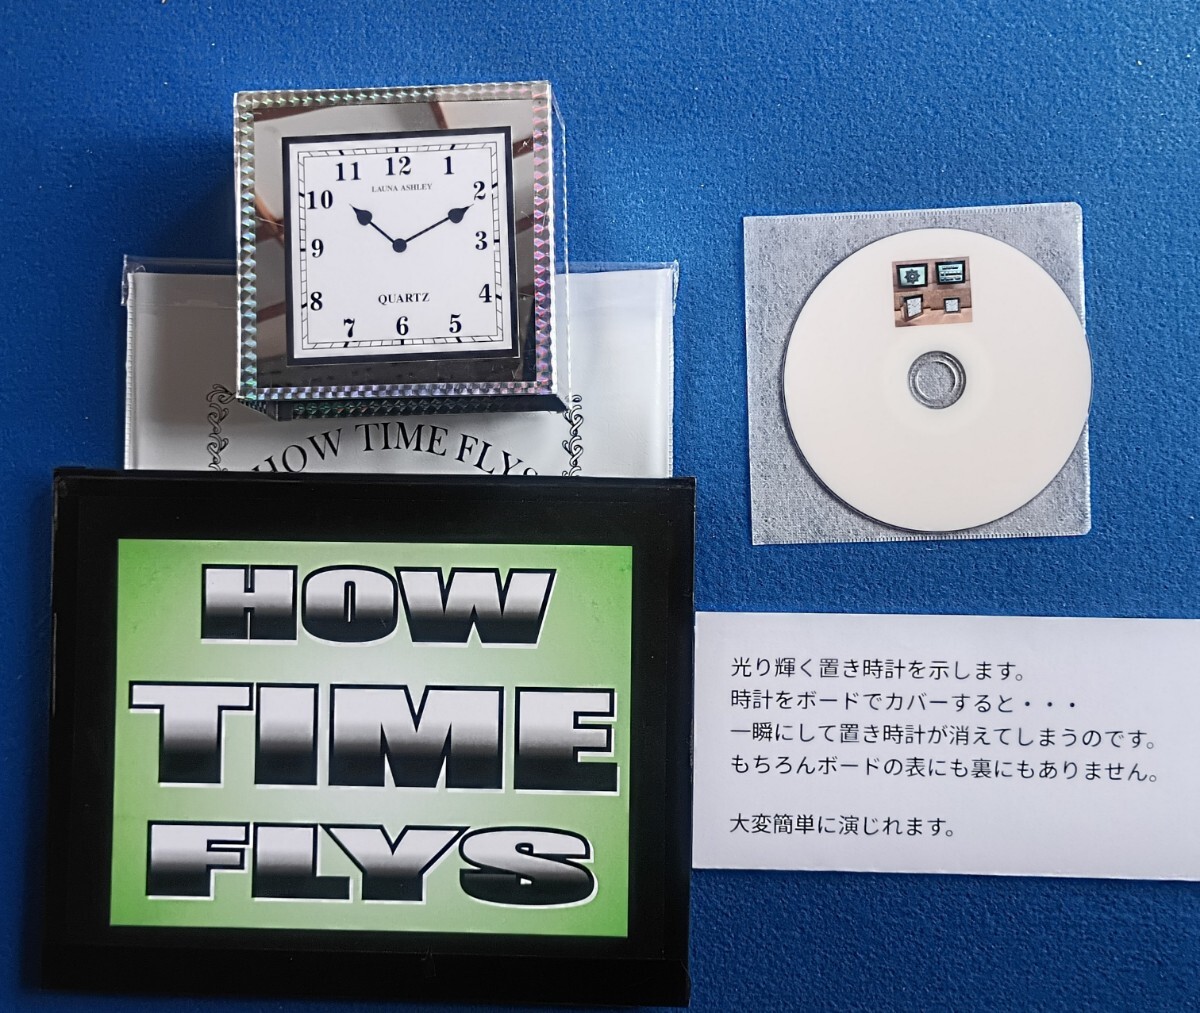 11 12 1
LAUNA ASHLEY
10 2
9 3
QUARTZ
8 4
7 6 5
HOW TIME FLYS
HOW
TIME
FLYS
光り輝く置き時計を示します。
時計をボードでカバーすると・・・
一瞬にして置き時計が消えてしまうのです。
もちろんボードの表にも裏にもありません。
大変簡単に演じれます。